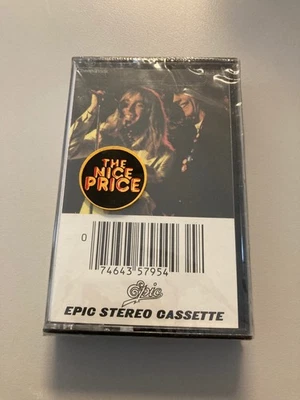 THE
NICE
PRICE
0
74643 57954
Epic
EPIC STEREO CASSETTE